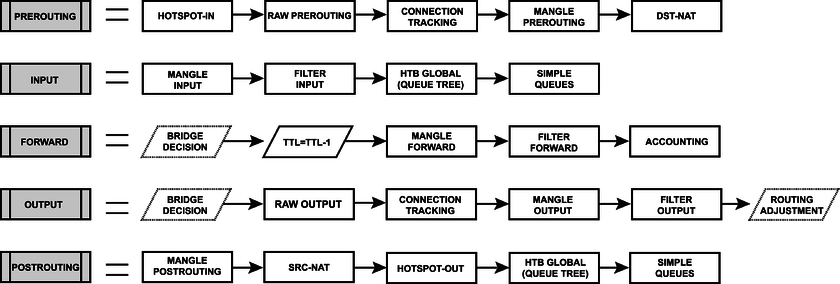 PREROUTING
HOTSPOT-IN
RAW PREROUTING
CONNECTION
TRACKING
MANGLE
PREROUTING
DST-NAT
INPUT
MANGLE
INPUT
FILTER
INPUT
HTB GLOBAL
(QUEUE TREE)
SIMPLE
QUEUES
FORWARD
BRIDGE
DECISION
TTL=TTL-1
MANGLE
FORWARD
FILTER
FORWARD
ACCOUNTING
OUTPUT
BRIDGE
DECISION
RAW OUTPUT
CONNECTION
TRACKING
MANGLE
OUTPUT
FILTER
OUTPUT
ROUTING
ADJUSTMENT
POSTROUTING
MANGLE
POSTROUTING
SRC-NAT
HOTSPOT-OUT
HTB GLOBAL
(QUEUE TREE)
SIMPLE
QUEUES